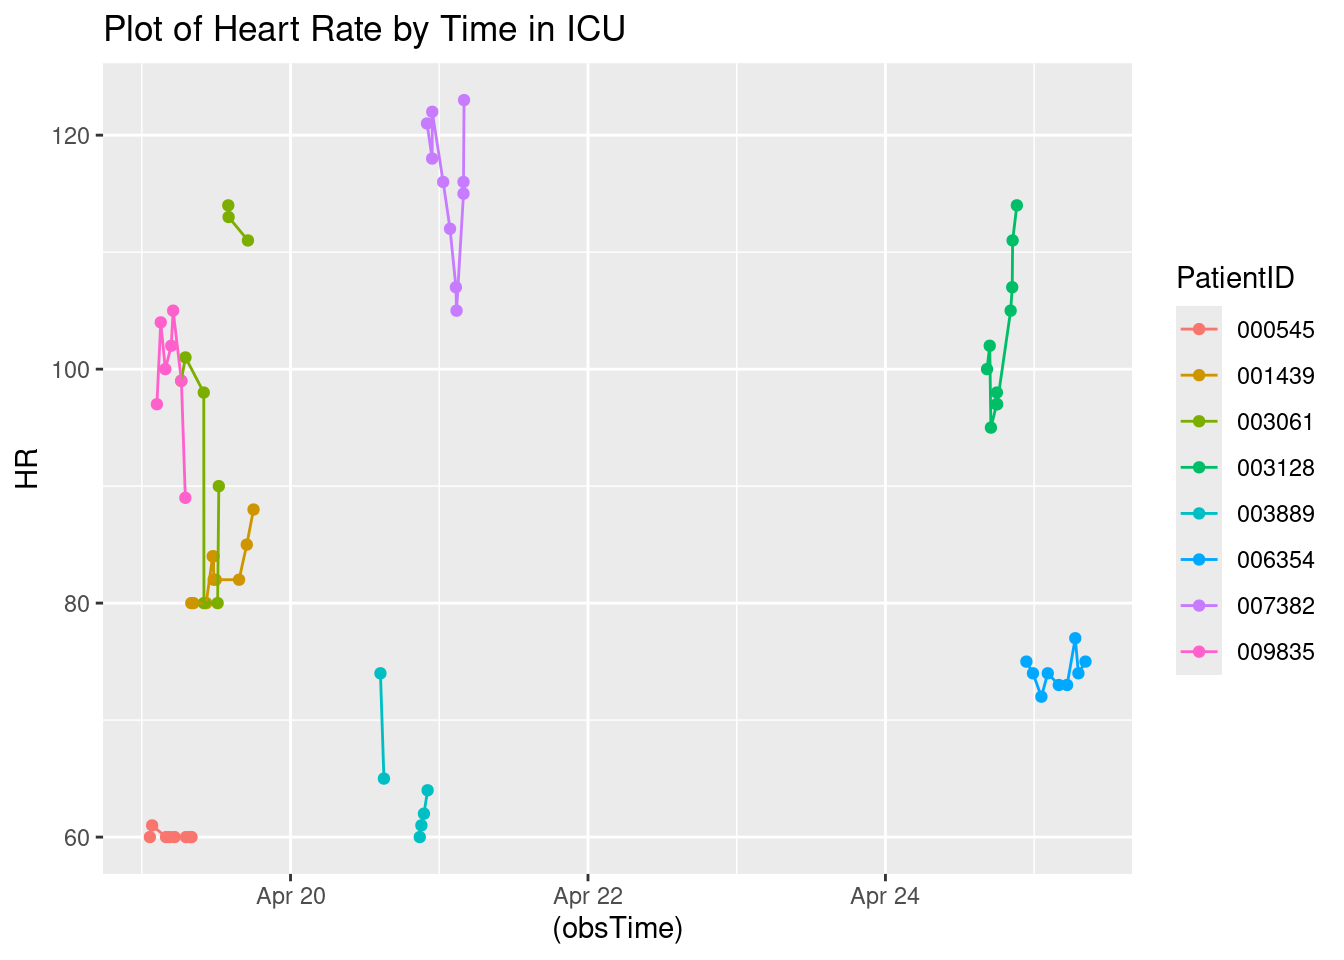 Plot of Heart Rate by Time in ICU
120
100
80
60
HR
Apr 20
Apr 22
Apr 24
(obsTime)
PatientID
000545
001439
003061
003128
003889
006354
007382
009835